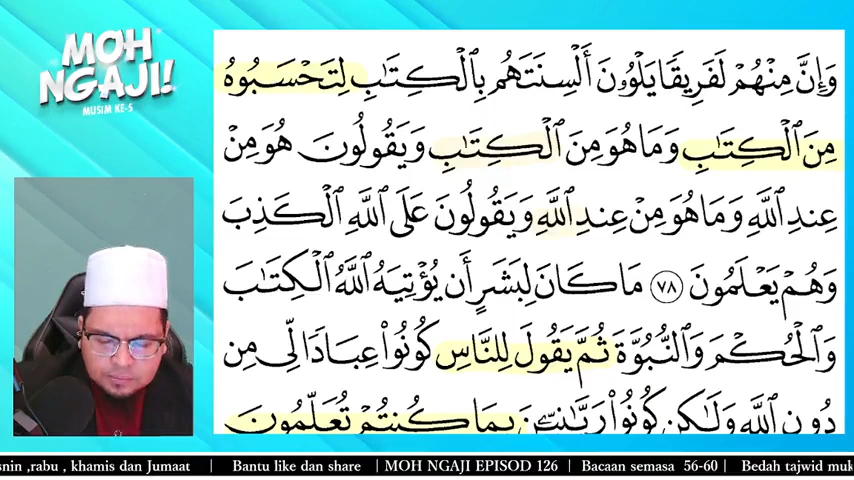 MOH
NGAJI!
MUSIM KE-5
وَإِنَّ مِنْهُمْ لَفَرِيقًا يَلْوُۥنَ أَلْسِنَتَهُم بِٱلْكِتَٰبِ لِتَحْسَبُوهُ
مِنَ ٱلْكِتَٰبِ وَمَا هُوَ مِنَ ٱلْكِتَٰبِ وَيَقُولُونَ هُوَ مِنْ
عِندِ ٱللَّهِ وَمَا هُوَ مِنْ عِندِ ٱللَّهِ وَيَقُولُونَ عَلَى ٱللَّهِ ٱلْكَذِبَ
وَهُمْ يَعْلَمُونَ ٧٨ مَا كَانَ لِبَشَرٍ أَن يُؤْتِيَهُ ٱللَّهُ ٱلْكِتَٰبَ
وَٱلْحُكْمَ وَٱلنُّبُوَّةَ ثُمَّ يَقُولَ لِلنَّاسِ كُونُوا۟ عِبَادًا لِّى مِن
دُونِ ٱللَّهِ وَلَٰكِن كُونُوا۟ رَبَّٰنِيِّۦنَ بِمَا كُنتُمْ تُعَلِّمُونَ
snin ,rabu , khamis dan Jumaat | Bantu like dan share | MOH NGAJI EPISOD 126 | Bacaan semasa 56-60 | Bedah tajwid muk